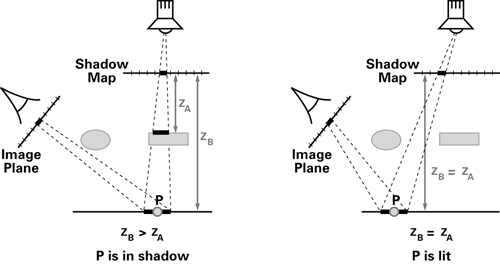 Shadow
Map
Z_A
Z_B
Image
Plane
P
Z_B > Z_A
P is in shadow
Shadow
Map
Z_B = Z_A
Image
Plane
P
Z_B = Z_A
P is lit